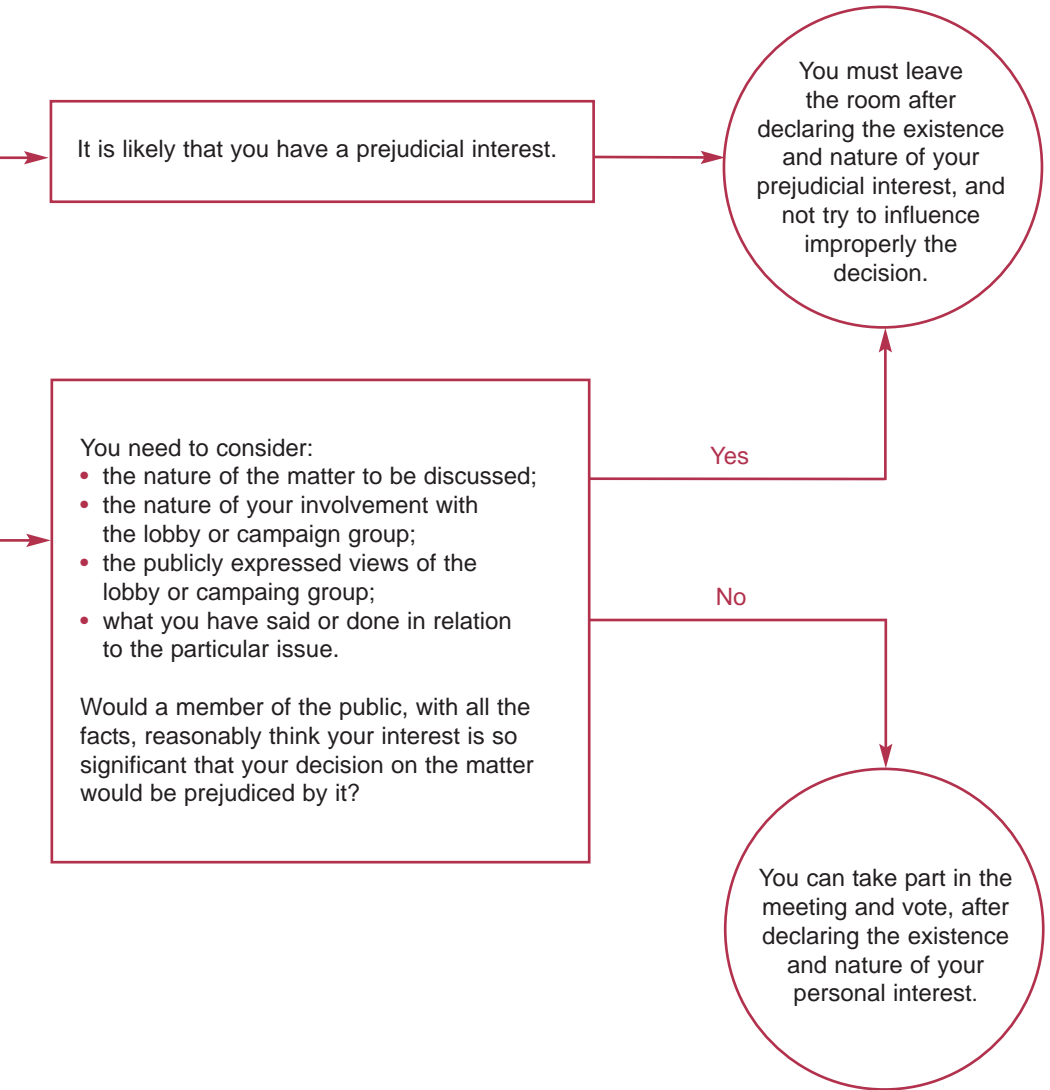 It is likely that you have a prejudicial interest.
You must leave
the room after
declaring the existence
and nature of your
prejudicial interest, and
not try to influence
improperly the
decision.
You need to consider:
• the nature of the matter to be discussed;
• the nature of your involvement with
the lobby or campaign group;
• the publicly expressed views of the
lobby or campaing group;
• what you have said or done in relation
to the particular issue.
Would a member of the public, with all the
facts, reasonably think your interest is so
significant that your decision on the matter
would be prejudiced by it?
Yes
No
You can take part in the
meeting and vote, after
declaring the existence
and nature of your
personal interest.